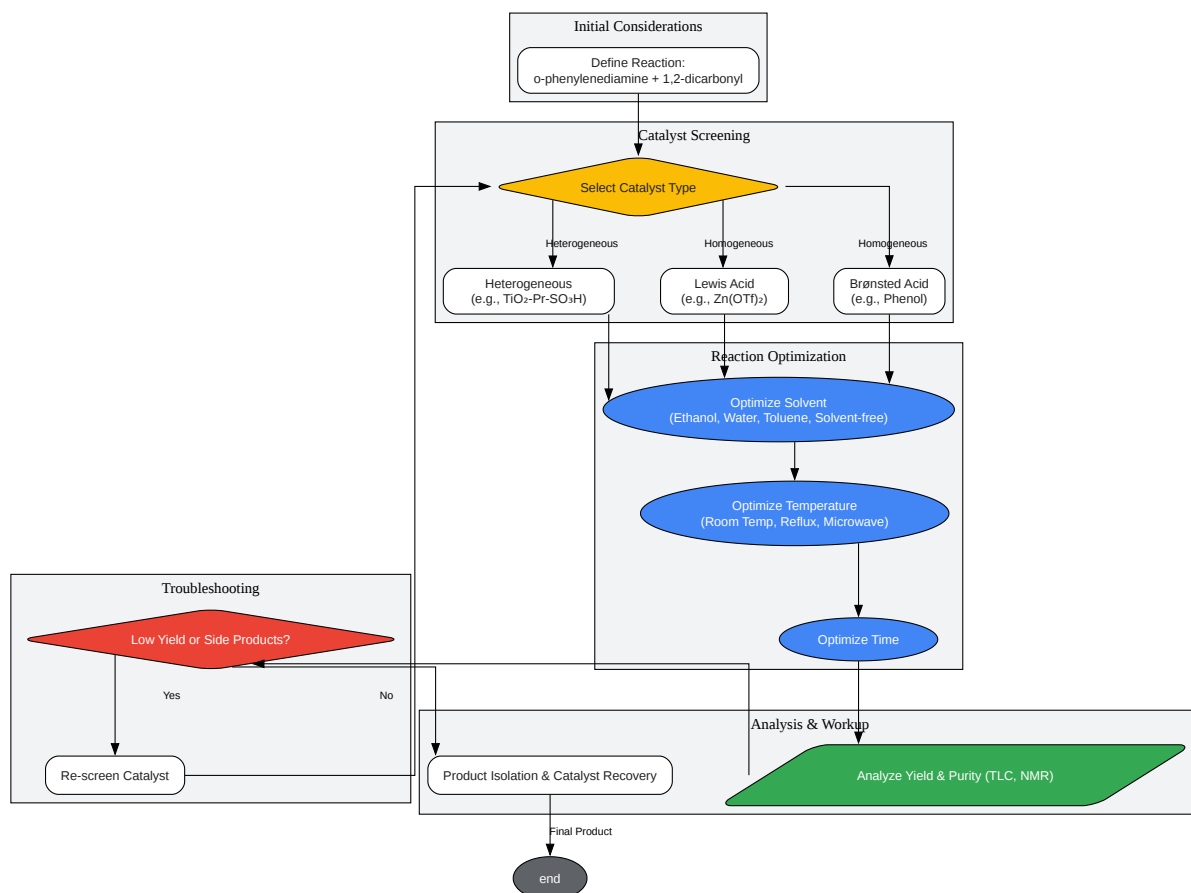 Initial Considerations
Define Reaction:
o-phenylenediamine + 1,2-dicarbonyl
Catalyst Screening
Select Catalyst Type
Heterogeneous
Homogeneous
Homogeneous
Heterogeneous
(e.g., TiO₂-Pr-SO₃H)
Lewis Acid
(e.g., Zn(OTf)₂)
Brønsted Acid
(e.g., Phenol)
Reaction Optimization
Optimize Solvent
(Ethanol, Water, Toluene, Solvent-free)
Optimize Temperature
(Room Temp, Reflux, Microwave)
Optimize Time
Troubleshooting
Low Yield or Side Products?
Yes
No
Re-screen Catalyst
Analysis & Workup
Product Isolation & Catalyst Recovery
Analyze Yield & Purity (TLC, NMR)
Final Product
end